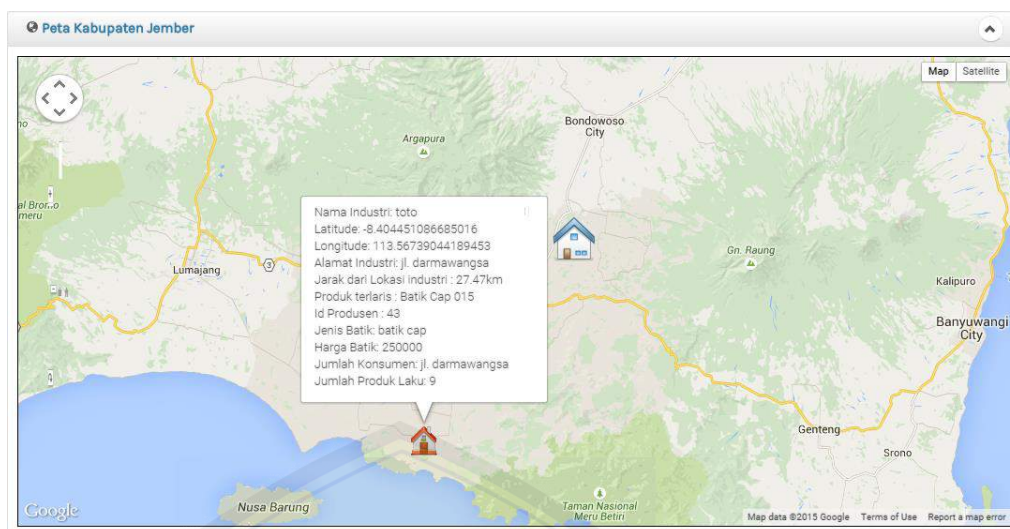 Peta Kabupaten Jember
Map Satellite
no
Argapura
Bondowoso
City
al Bromo
meru
Nama Industri: toto
Latitude: -8.404451086685016
Longitude: 113.56739044189453
Alamat Industri: jl. darmawangsa
Jarak dari Lokasi industri : 27.47km
Produk terlaris : Batik Cap 015
Id Produsen : 43
Jenis Batik: batik cap
Harga Batik: 250000
Jumlah Konsumen: jl. darmawangsa
Jumlah Produk Laku: 9
Gn. Raung
Lumajang
3
Kalipuro
Banyuwangi
City
Genteng
Srono
Google
Nusa Barung
Taman Nasional
Meru Betiri
Map data ©2015 Google Terms of Use Report a map error